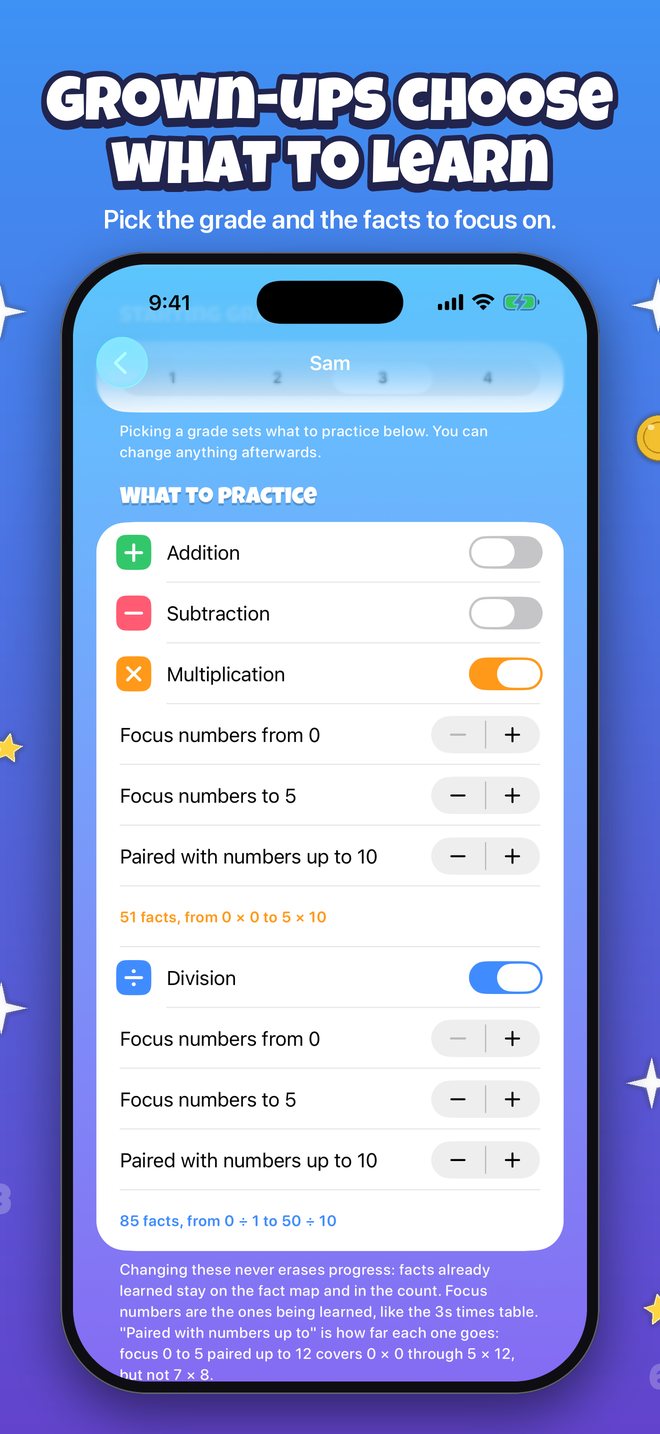 GROWN-UPS CHOOSE
WHAT TO LEARN
Pick the grade and the facts to focus on.
9:41
Sam
1 2 3 4
Picking a grade sets what to practice below. You can
change anything afterwards.
WHAT TO PRACTICE
+ Addition
− Subtraction
× Multiplication
Focus numbers from 0 − +
Focus numbers to 5 − +
Paired with numbers up to 10 − +
51 facts, from 0 × 0 to 5 × 10
÷ Division
Focus numbers from 0 − +
Focus numbers to 5 − +
Paired with numbers up to 10 − +
85 facts, from 0 ÷ 1 to 50 ÷ 10
Changing these never erases progress: facts already
learned stay on the fact map and in the count. Focus
numbers are the ones being learned, like the 3s times table.
"Paired with numbers up to" is how far each one goes:
focus 0 to 5 paired up to 12 covers 0 × 0 through 5 × 12,
but not 7 × 8.